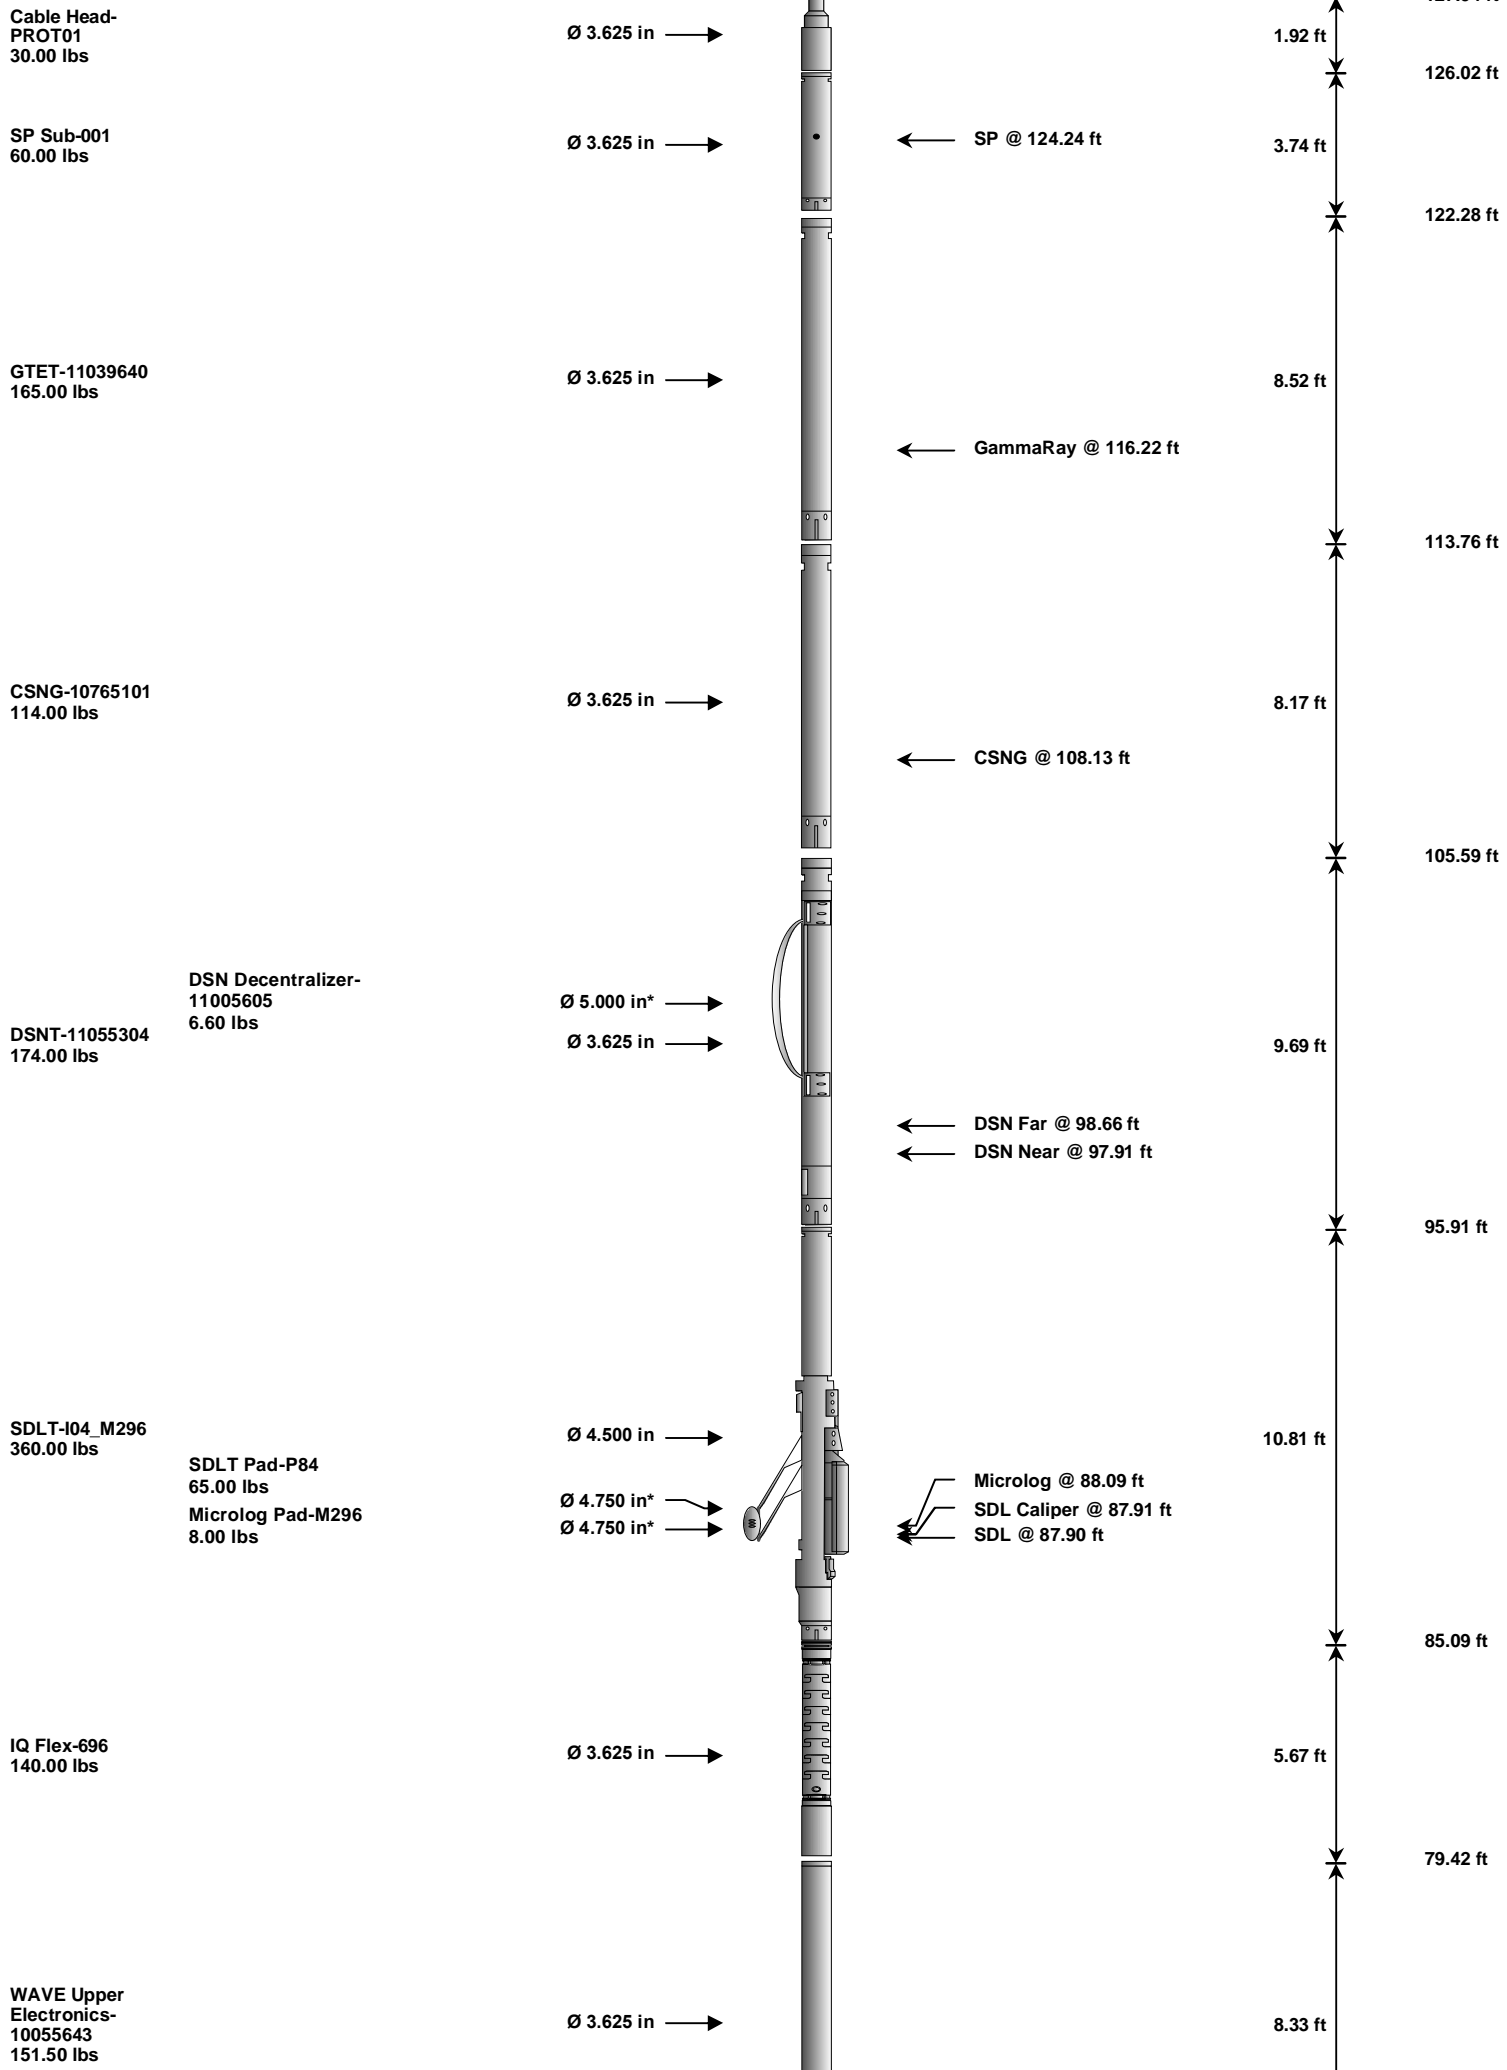 Cable Head-
PROT01
30.00 lbs
Ø 3.625 in
1.92 ft
126.02 ft
SP Sub-001
60.00 lbs
Ø 3.625 in
SP @ 124.24 ft
3.74 ft
122.28 ft
GTET-11039640
165.00 lbs
Ø 3.625 in
8.52 ft
GammaRay @ 116.22 ft
113.76 ft
CSNG-10765101
114.00 lbs
Ø 3.625 in
8.17 ft
CSNG @ 108.13 ft
105.59 ft
DSN Decentralizer-
11005605
6.60 lbs
Ø 5.000 in*
DSNT-11055304
174.00 lbs
Ø 3.625 in
9.69 ft
DSN Far @ 98.66 ft
DSN Near @ 97.91 ft
95.91 ft
SDLT-I04_M296
360.00 lbs
Ø 4.500 in
10.81 ft
SDLT Pad-P84
65.00 lbs
Ø 4.750 in*
Microlog Pad-M296
8.00 lbs
Ø 4.750 in*
Microlog @ 88.09 ft
SDL Caliper @ 87.91 ft
SDL @ 87.90 ft
85.09 ft
IQ Flex-696
140.00 lbs
Ø 3.625 in
5.67 ft
79.42 ft
WAVE Upper
Electronics-
10055643
151.50 lbs
Ø 3.625 in
8.33 ft